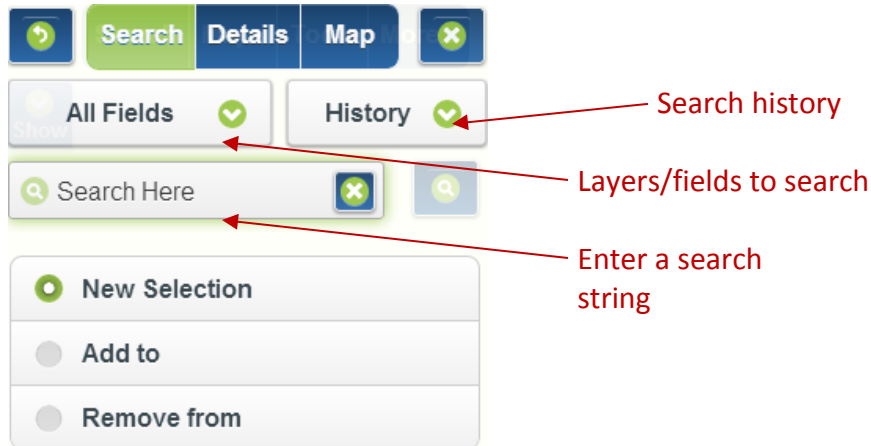 Search Details Map
All Fields History
Show
Search Here
New Selection
Add to
Remove from
Search history
Layers/fields to search
Enter a search
string